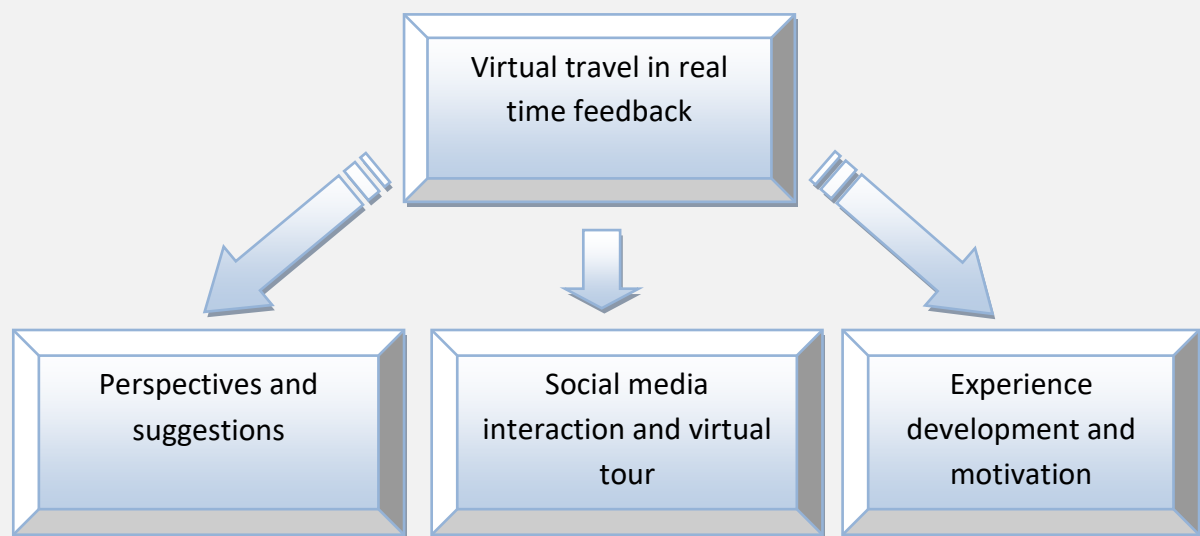 Virtual travel in real
time feedback
Perspectives and
suggestions
Social media
interaction and virtual
tour
Experience
development and
motivation